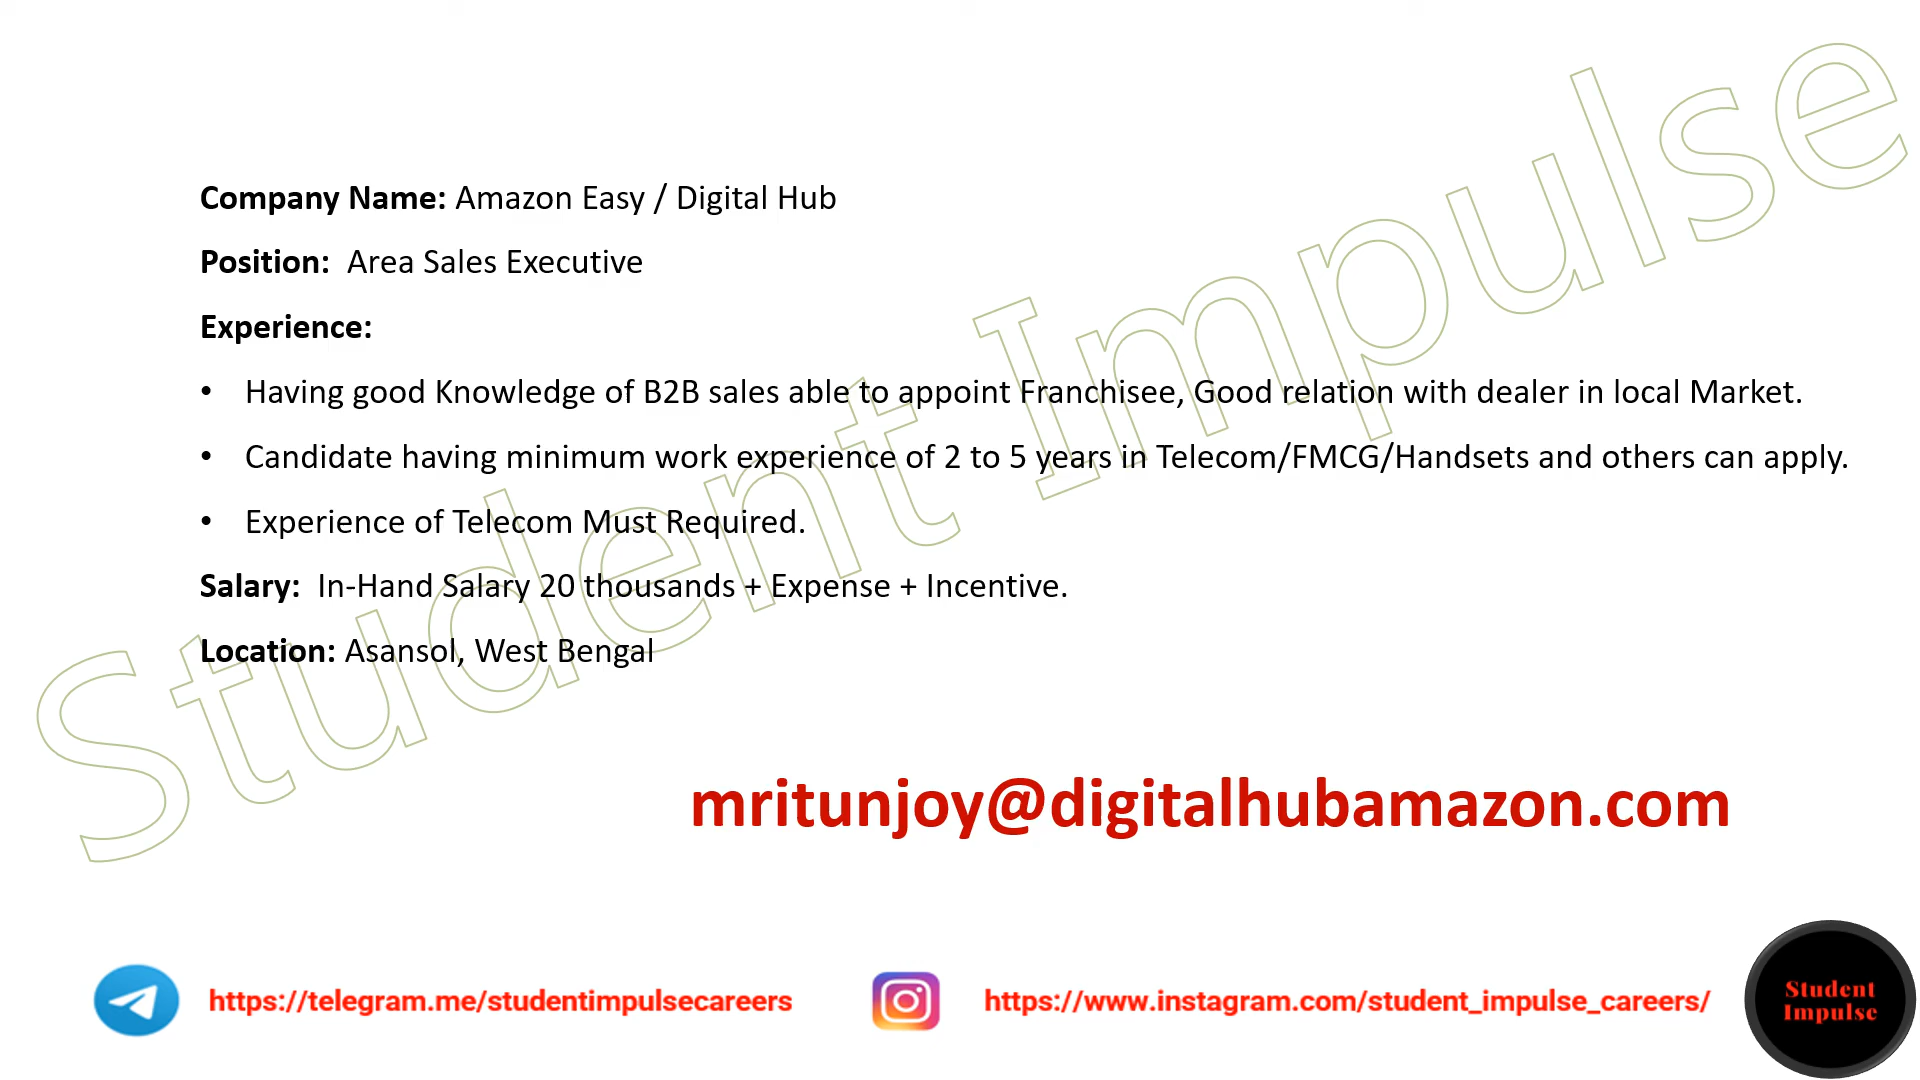 Student Impulse
Company Name: Amazon Easy / Digital Hub
Position: Area Sales Executive
Experience:
• Having good Knowledge of B2B sales able to appoint Franchisee, Good relation with dealer in local Market.
• Candidate having minimum work experience of 2 to 5 years in Telecom/FMCG/Handsets and others can apply.
• Experience of Telecom Must Required.
Salary: In-Hand Salary 20 thousands + Expense + Incentive.
Location: Asansol, West Bengal
mritunjoy@digitalhubamazon.com
https://telegram.me/studentimpulsecareers
https://www.instagram.com/student_impulse_careers/
Student
Impulse